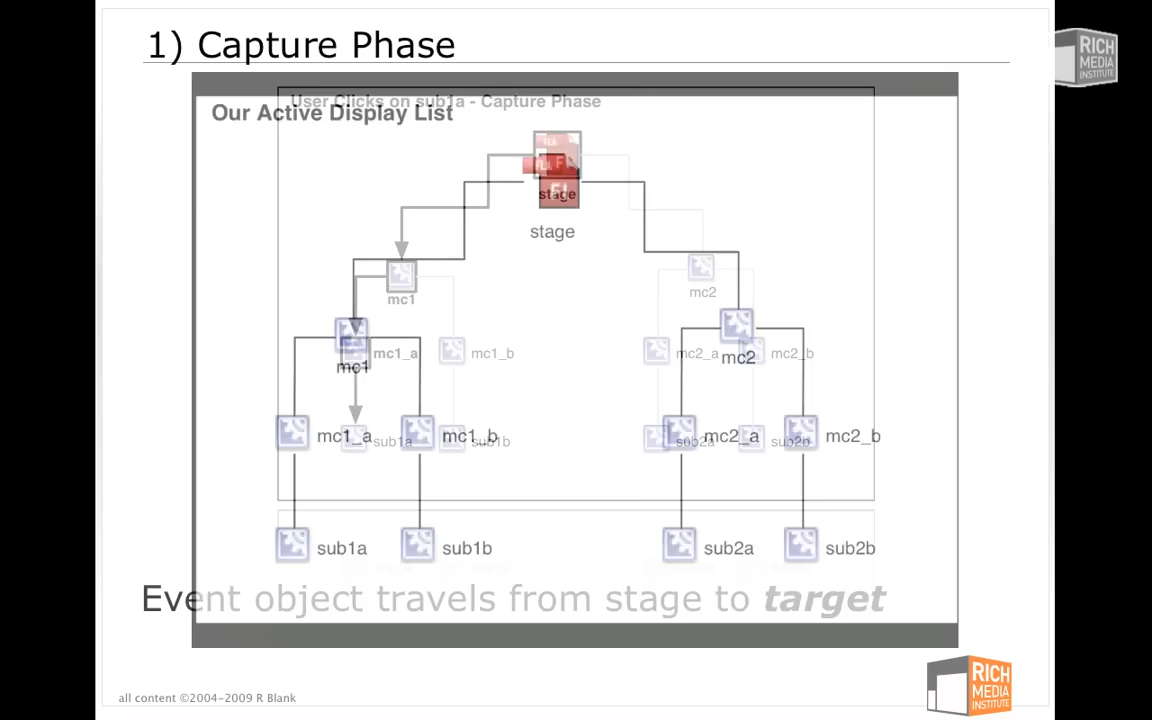 1) Capture Phase
RICH
MEDIA
INSTITUTE
User Clicks on sub1a - Capture Phase
Our Active Display List
stage
stage
mc1
mc2
mc1_a
mc1_b
mc2_a
mc2_b
mc1
mc2
mc1_a
mc1_b
mc2_a
mc2_b
sub1a
sub1b
sub2a
sub2b
sub1a
sub1b
sub2a
sub2b
Event object travels from stage to target
RICH
MEDIA
INSTITUTE
all content ©2004-2009 R Blank